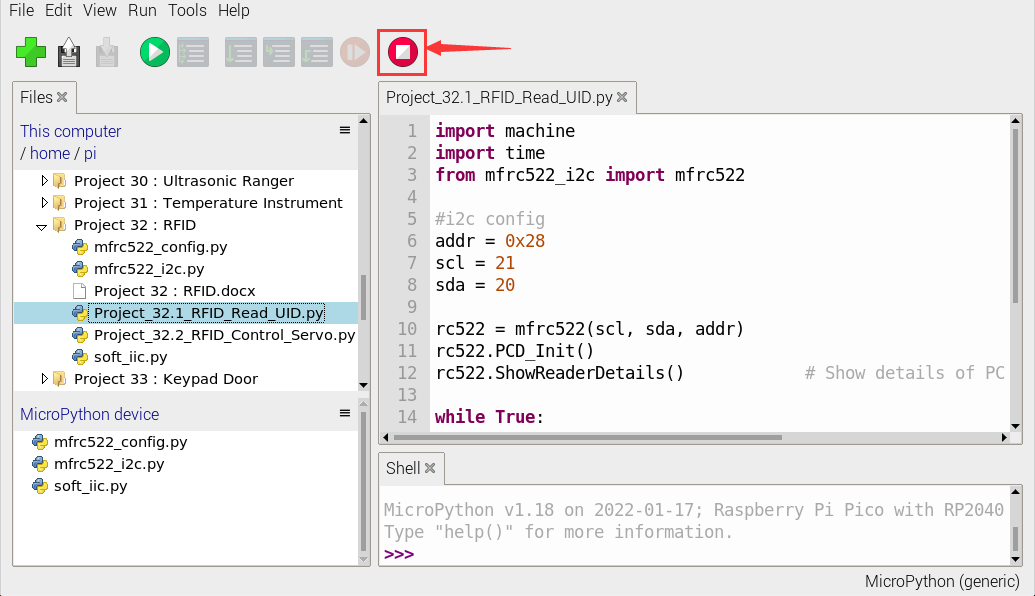 File Edit View Run Tools Help
Files
This computer
/ home / pi
Project 30 : Ultrasonic Ranger
Project 31 : Temperature Instrument
Project 32 : RFID
mfrc522_config.py
mfrc522_i2c.py
Project 32 : RFID.docx
Project_32.1_RFID_Read_UID.py
Project_32.2_RFID_Control_Servo.py
soft_iic.py
Project 33 : Keypad Door
MicroPython device
mfrc522_config.py
mfrc522_i2c.py
soft_iic.py
Project_32.1_RFID_Read_UID.py
1 import machine
2 import time
3 from mfrc522_i2c import mfrc522
4
5 #i2c config
6 addr = 0x28
7 scl = 21
8 sda = 20
9
10 rc522 = mfrc522(scl, sda, addr)
11 rc522.PCD_Init()
12 rc522.ShowReaderDetails() # Show details of PC
13
14 while True:
Shell
MicroPython v1.18 on 2022-01-17; Raspberry Pi Pico with RP2040
Type "help()" for more information.
>>>
MicroPython (generic)